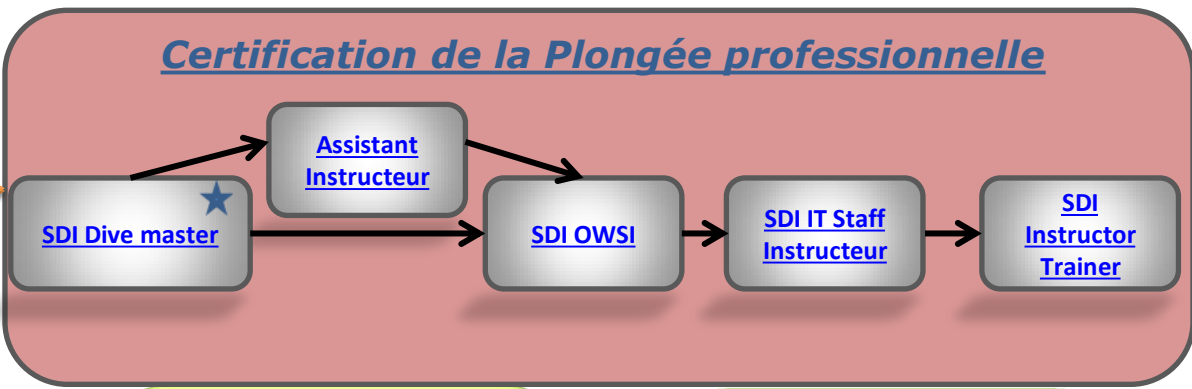 Certification de la Plongée professionnelle
Assistant
Instructeur
SDI Dive master
SDI OWSI
SDI IT Staff
Instructeur
SDI
Instructor
Trainer